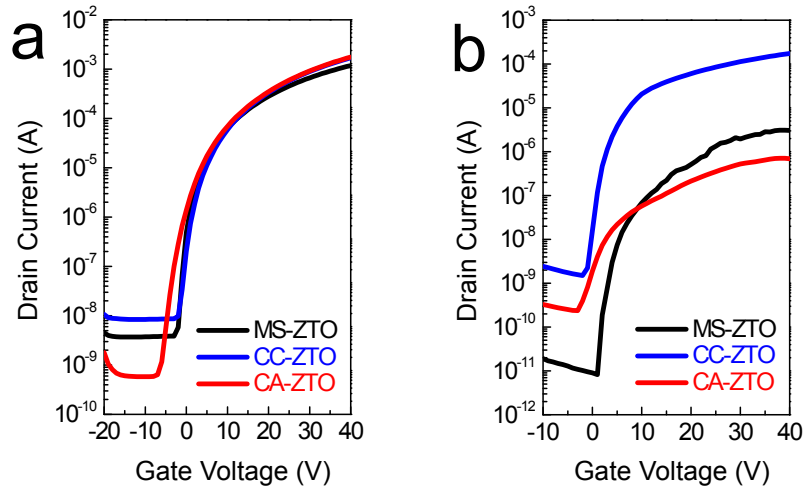 a
Drain Current (A)
10^-2
10^-3
10^-4
10^-5
10^-6
10^-7
10^-8
10^-9
10^-10
MS-ZTO
CC-ZTO
CA-ZTO
-20 -10 0 10 20 30 40
Gate Voltage (V)
b
Drain Current (A)
10^-3
10^-4
10^-5
10^-6
10^-7
10^-8
10^-9
10^-10
10^-11
10^-12
MS-ZTO
CC-ZTO
CA-ZTO
-10 0 10 20 30 40
Gate Voltage (V)